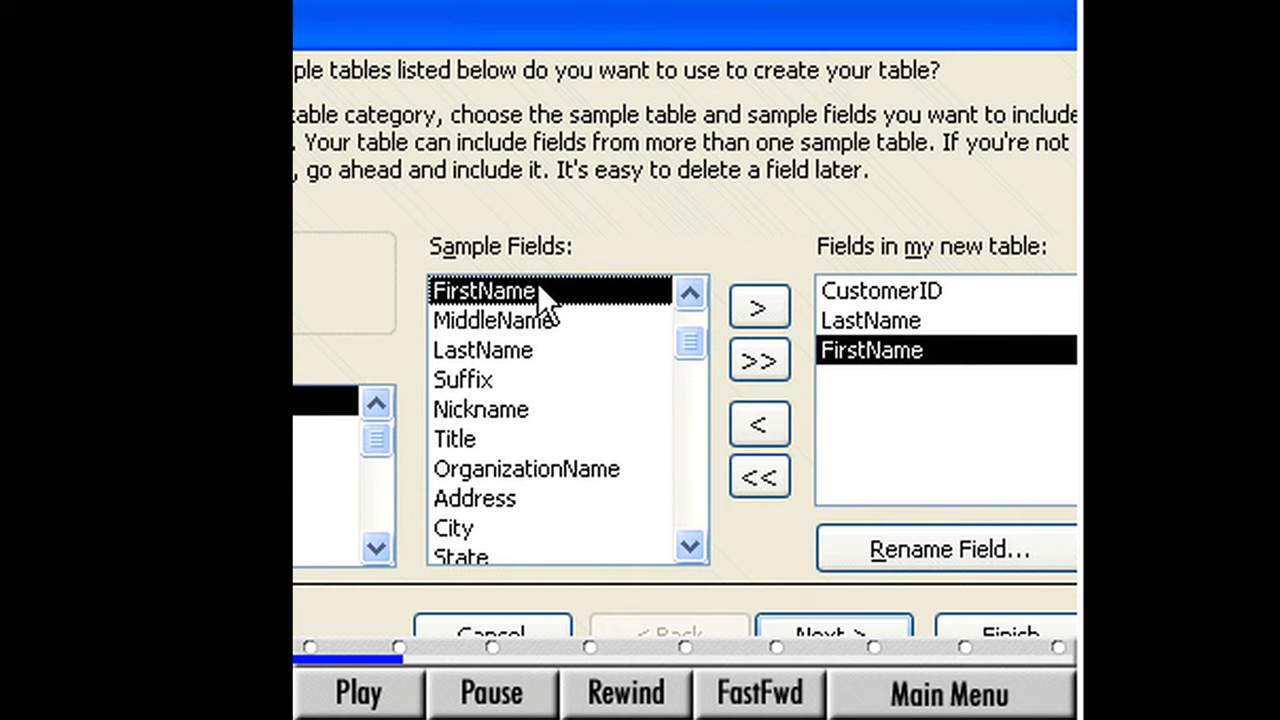 ple tables listed below do you want to use to create your table?
table category, choose the sample table and sample fields you want to include
. Your table can include fields from more than one sample table. If you're not
, go ahead and include it. It's easy to delete a field later.
Sample Fields:
Fields in my new table:
FirstName
MiddleName
LastName
Suffix
Nickname
Title
OrganizationName
Address
City
State
>
>>
<
<<
CustomerID
LastName
FirstName
Rename Field...
Cancel
< Back
Next >
Finish
Play
Pause
Rewind
FastFwd
Main Menu